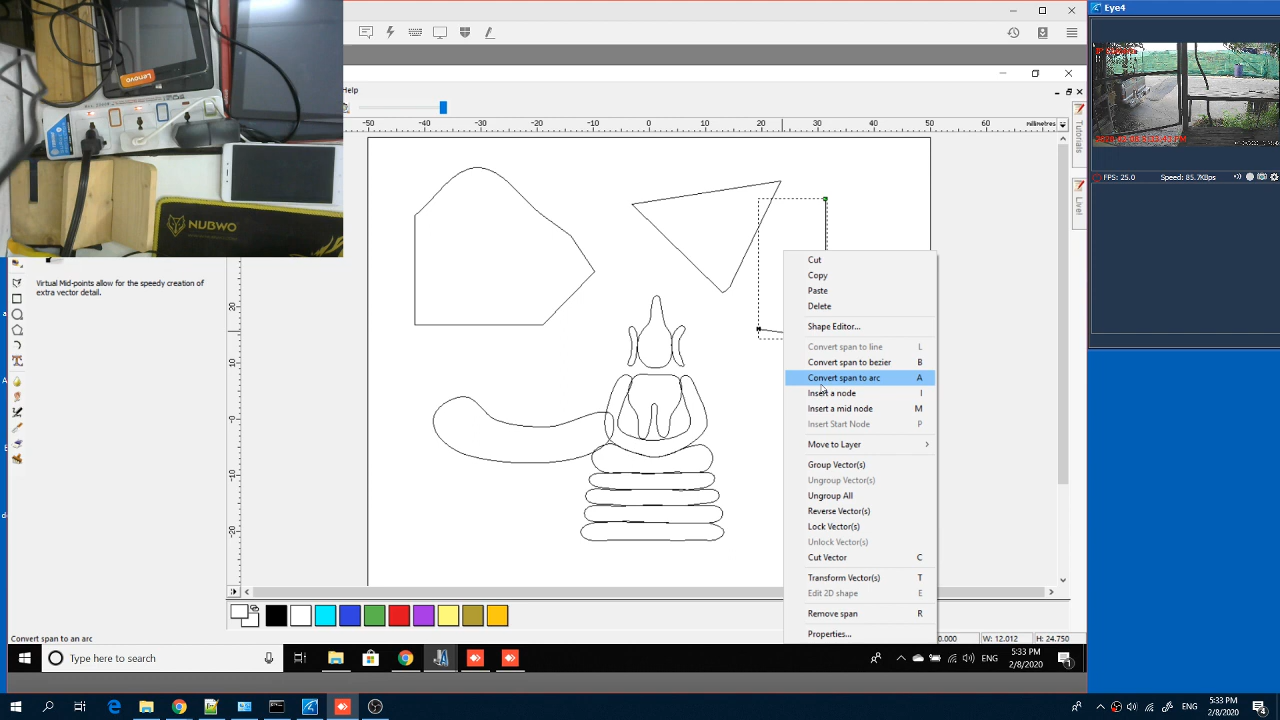 Eye4
Lenovo
NUBWO
FPS: 25.0
Speed: 85.7KBps
Help
-50
-30
-20
-10
0
10
20
30
50
60
millimetres
Tutorials
Live!
Virtual Mid-points allow for the speedy creation of
extra vector detail.
20
10
0
-10
-20
Cut
Copy
Paste
Delete
Shape Editor...
Convert span to line L
Convert span to bezier B
Convert span to arc A
Insert a node I
Insert a mid node M
Insert Start Node P
Move to Layer
Group Vector(s)
Ungroup Vector(s)
Ungroup All
Reverse Vector(s)
Lock Vector(s)
Unlock Vector(s)
Cut Vector C
Transform Vector(s) T
Edit 2D shape E
Remove span R
Properties...
Convert span to an arc
0.000
W: 12.012
H: 24.750
Type here to search
ENG
5:33 PM
2/8/2020
1
ENG
5:33 PM
2/8/2020
4